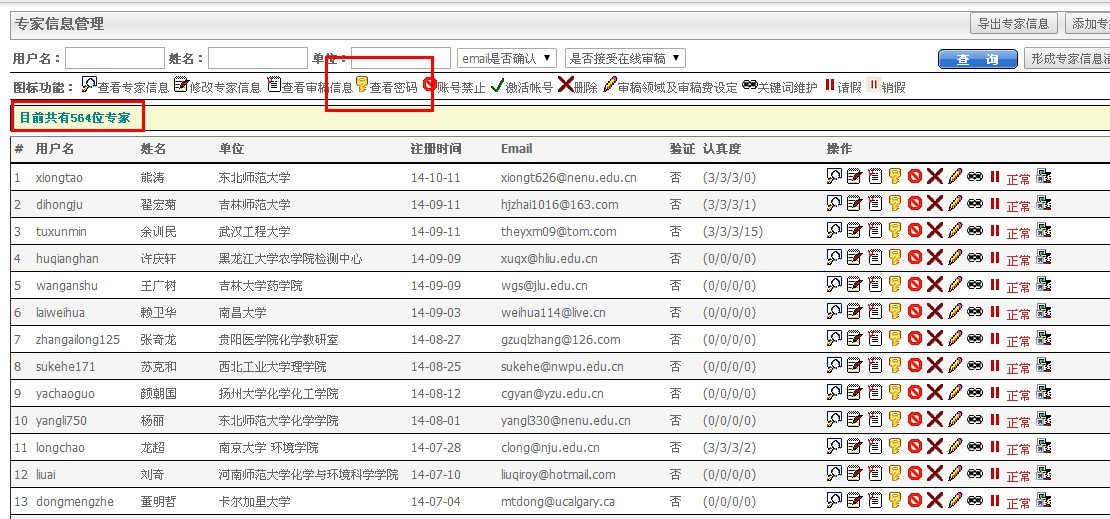 专家信息管理 导出专家信息 添加专
用户名： 姓名： 单位： email是否确认 是否接受在线审稿 查 询 形成专家信息
图标功能： 查看专家信息 修改专家信息 查看审稿信息 查看密码 账号禁止 激活帐号 删除 审稿领域及审稿费设定 关键词维护 请假 销假
目前共有564位专家
# 用户名 姓名 单位 注册时间 Email 验证 认真度 操作
1 xiongtao 熊涛 东北师范大学 14-10-11 xiongt626@nenu.edu.cn 否 (3/3/3/0) 正常
2 dihongju 翟宏菊 吉林师范大学 14-09-11 hjzhai1016@163.com 否 (3/3/3/1) 正常
3 tuxunmin 余训民 武汉工程大学 14-09-11 theyxm09@tom.com 否 (3/3/3/15) 正常
4 huqianghan 许庆轩 黑龙江大学农学院检测中心 14-09-09 xuqx@hliu.edu.cn 否 (0/0/0/0) 正常
5 wanganshu 王广树 吉林大学药学院 14-09-09 wgs@jlu.edu.cn 否 (0/0/0/0) 正常
6 laiweihua 赖卫华 南昌大学 14-09-03 weihua114@live.cn 否 (0/0/0/0) 正常
7 zhangailong125 张奇龙 贵阳医学院化学教研室 14-08-27 gzuqlzhang@126.com 否 (0/0/0/0) 正常
8 sukehe171 苏克和 西北工业大学理学院 14-08-25 sukehe@nwpu.edu.cn 否 (0/0/0/0) 正常
9 yachaoguo 颜朝国 扬州大学化学化工学院 14-08-12 cgyan@yzu.edu.cn 否 (0/0/0/0) 正常
10 yangli750 杨丽 东北师范大学化学学院 14-08-01 yangl330@nenu.edu.cn 否 (0/0/0/0) 正常
11 longchao 龙超 南京大学 环境学院 14-07-28 clong@nju.edu.cn 否 (3/3/3/2) 正常
12 liuai 刘奇 河南师范大学化学与环境科学学院 14-07-10 liuqiroy@hotmail.com 否 (0/0/0/0) 正常
13 dongmengzhe 董明哲 卡尔加里大学 14-07-04 mtdong@ucalgary.ca 否 (0/0/0/0) 正常